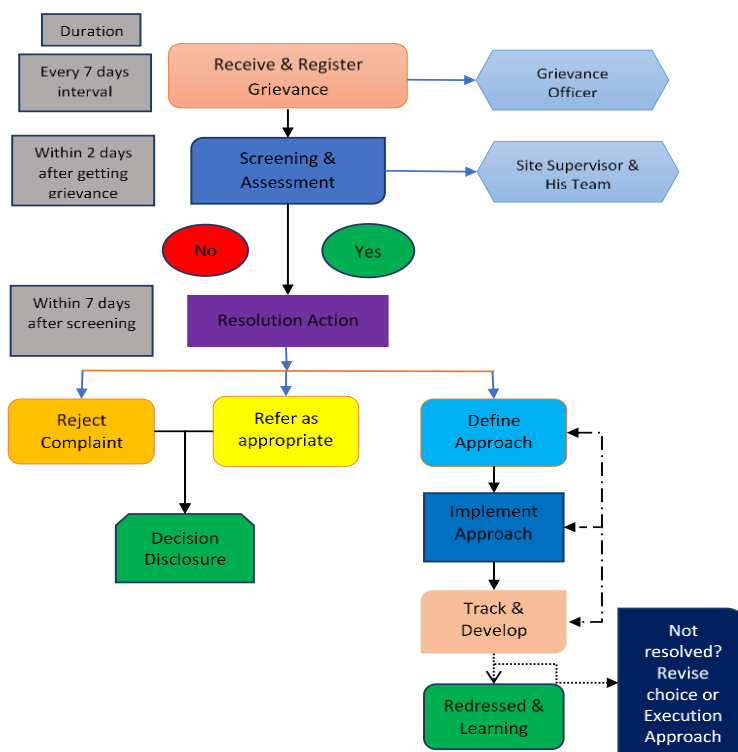 Duration
Every 7 days
interval
Receive & Register
Grievance
Grievance
Officer
Within 2 days
after getting
grievance
Screening &
Assessment
Site Supervisor &
His Team
No
Yes
Within 7 days
after screening
Resolution Action
Reject
Complaint
Refer as
appropriate
Define
Approach
Implement
Approach
Decision
Disclosure
Track &
Develop
Not
resolved?
Revise
choice or
Execution
Approach
Redressed &
Learning